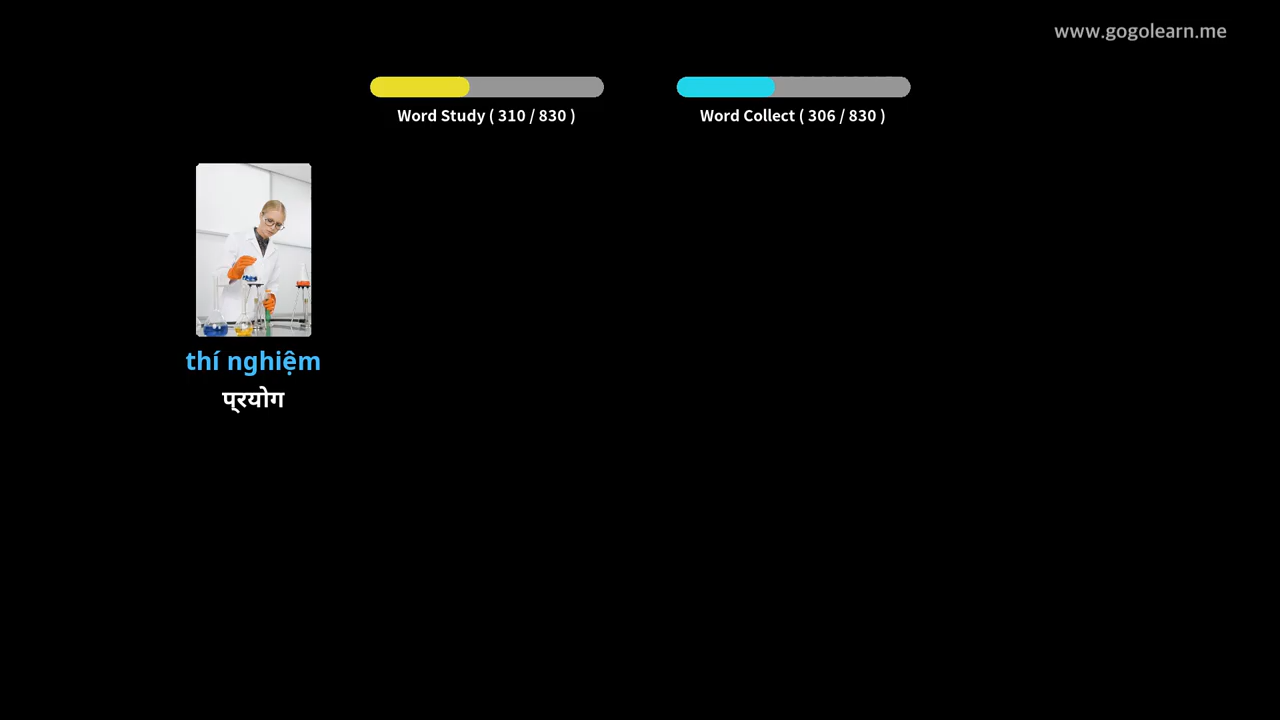 www.gogolearn.me
Word Study ( 310 / 830 )
Word Collect ( 306 / 830 )
thí nghiệm
प्रयोग